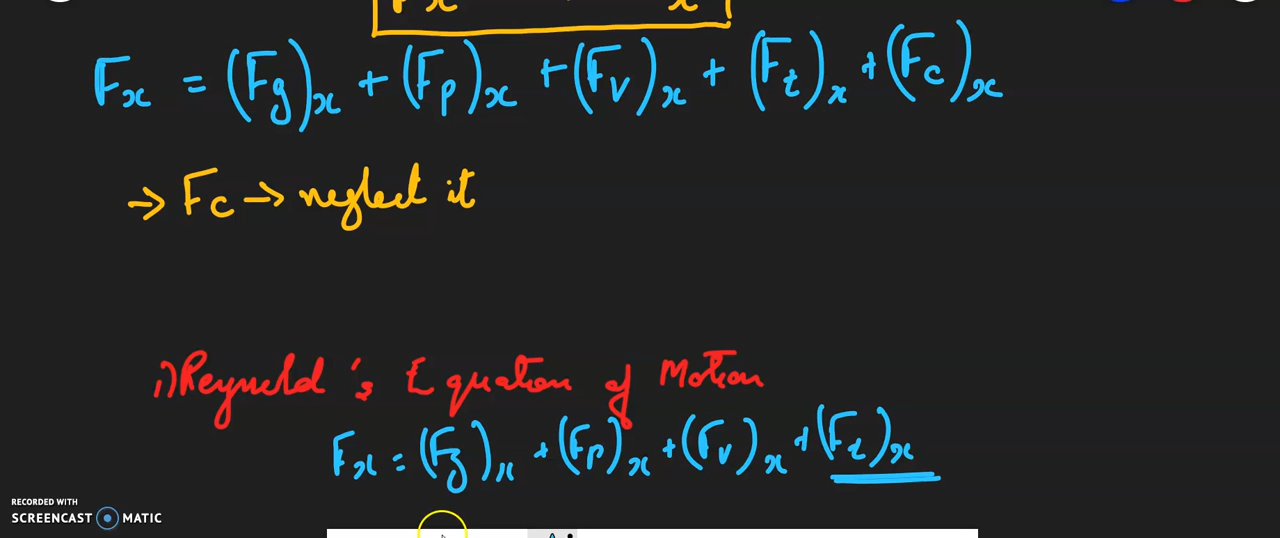 Fx = (Fg)x + (Fp)x + (Fv)x + (Ft)x + (Fc)x
→ Fc → neglect it
i) Reynold's Equation of Motion
Fx = (Fg)x + (Fp)x + (Fv)x + (Ft)x
RECORDED WITH
SCREENCAST MATIC